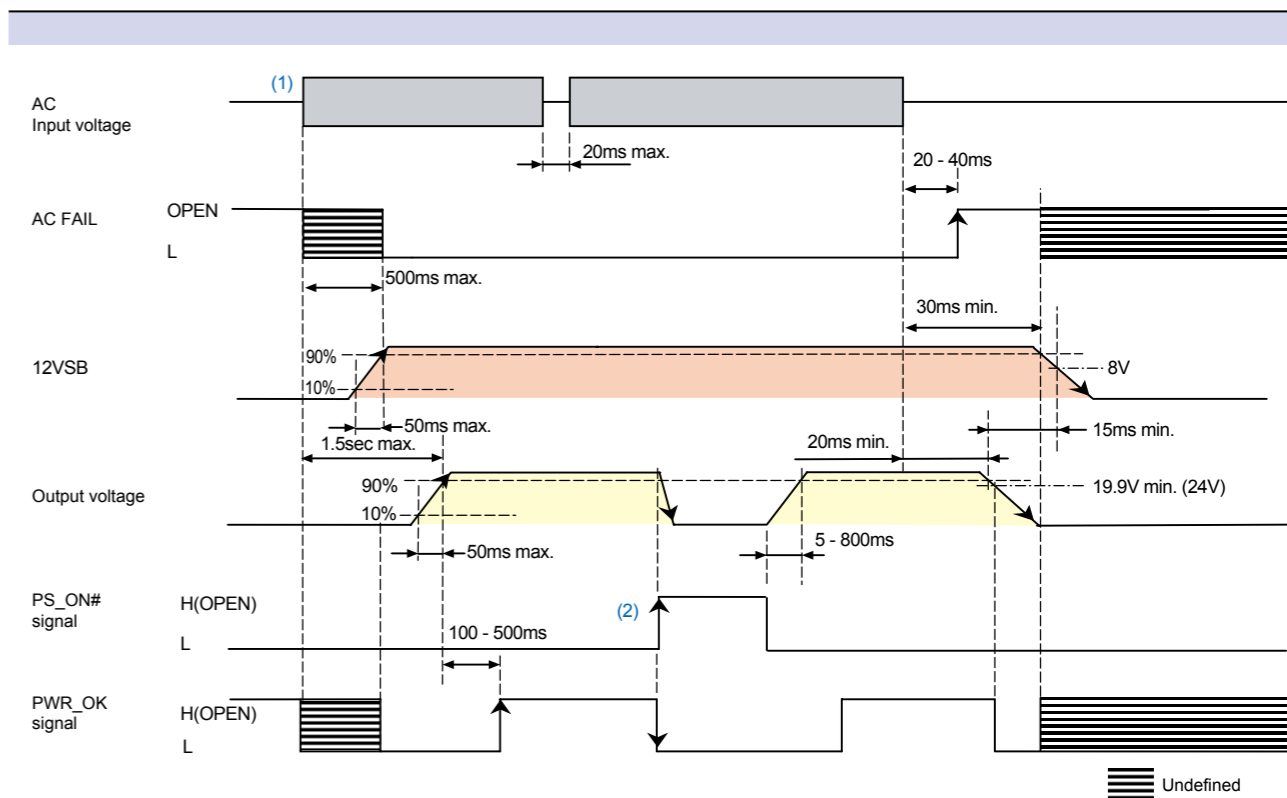 (1)
AC
Input voltage
20ms max.
20 - 40ms
AC FAIL
OPEN
L
500ms max.
30ms min.
12VSB
90%
10%
8V
50ms max.
15ms min.
1.5sec max.
20ms min.
Output voltage
90%
10%
19.9V min. (24V)
50ms max.
5 - 800ms
PS_ON#
signal
H(OPEN)
L
(2)
100 - 500ms
PWR_OK
signal
H(OPEN)
L
Undefined